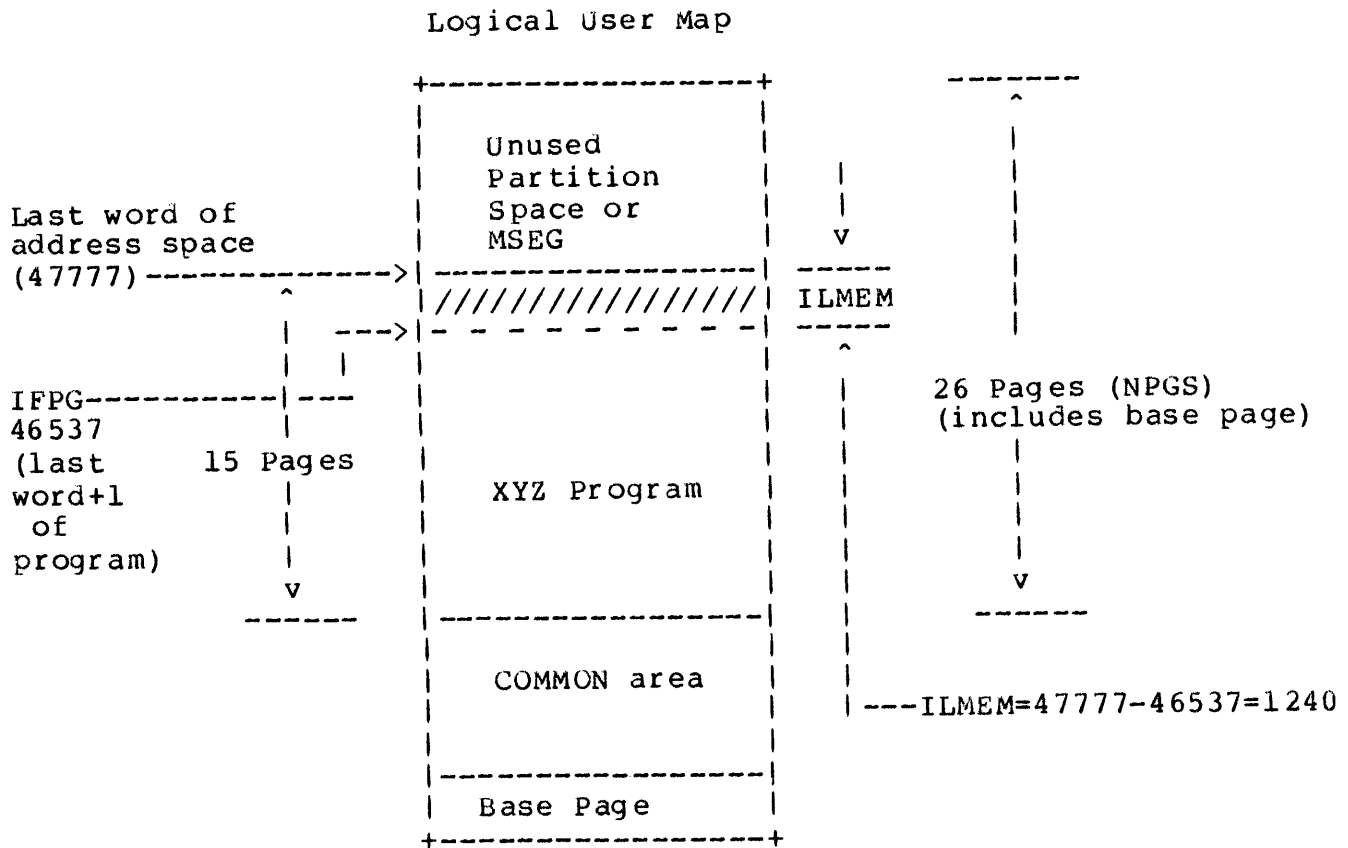 Logical User Map
Unused
Partition
Space or
MSEG
Last word of
address space
(47777)
ILMEM
IFPG
46537
(last
word+1
of
program)
15 Pages
XYZ Program
26 Pages (NPGS)
(includes base page)
COMMON area
ILMEM=47777-46537=1240
Base Page